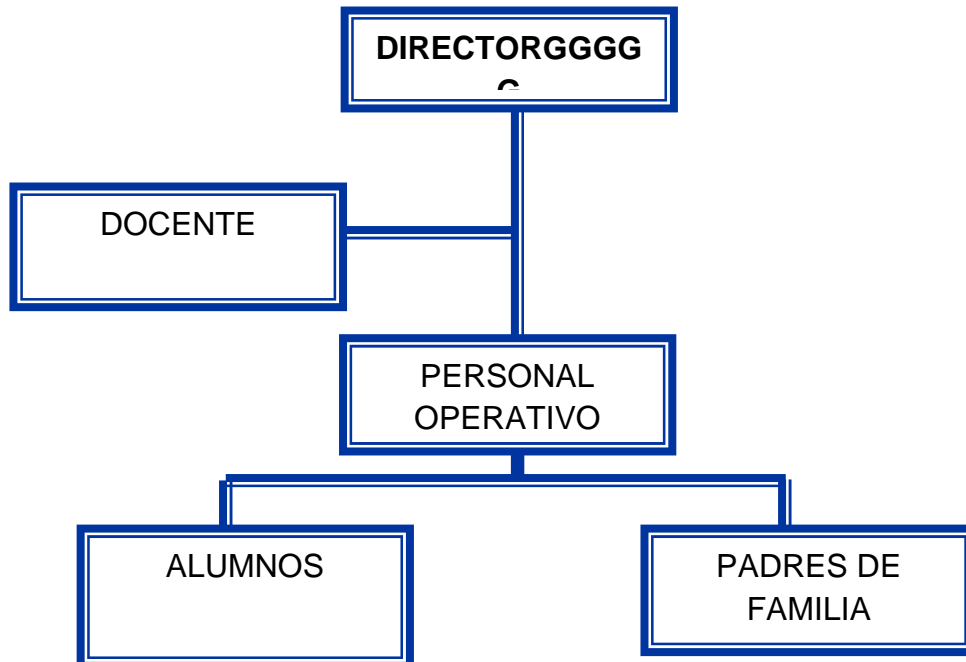 DIRECTORGGGG
G
DOCENTE
PERSONAL
OPERATIVO
ALUMNOS
PADRES DE
FAMILIA